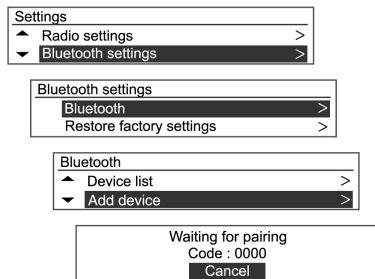 Settings
Radio settings >
Bluetooth settings >
Bluetooth settings
Bluetooth >
Restore factory settings >
Bluetooth
Device list >
Add device >
Waiting for pairing
Code : 0000
Cancel